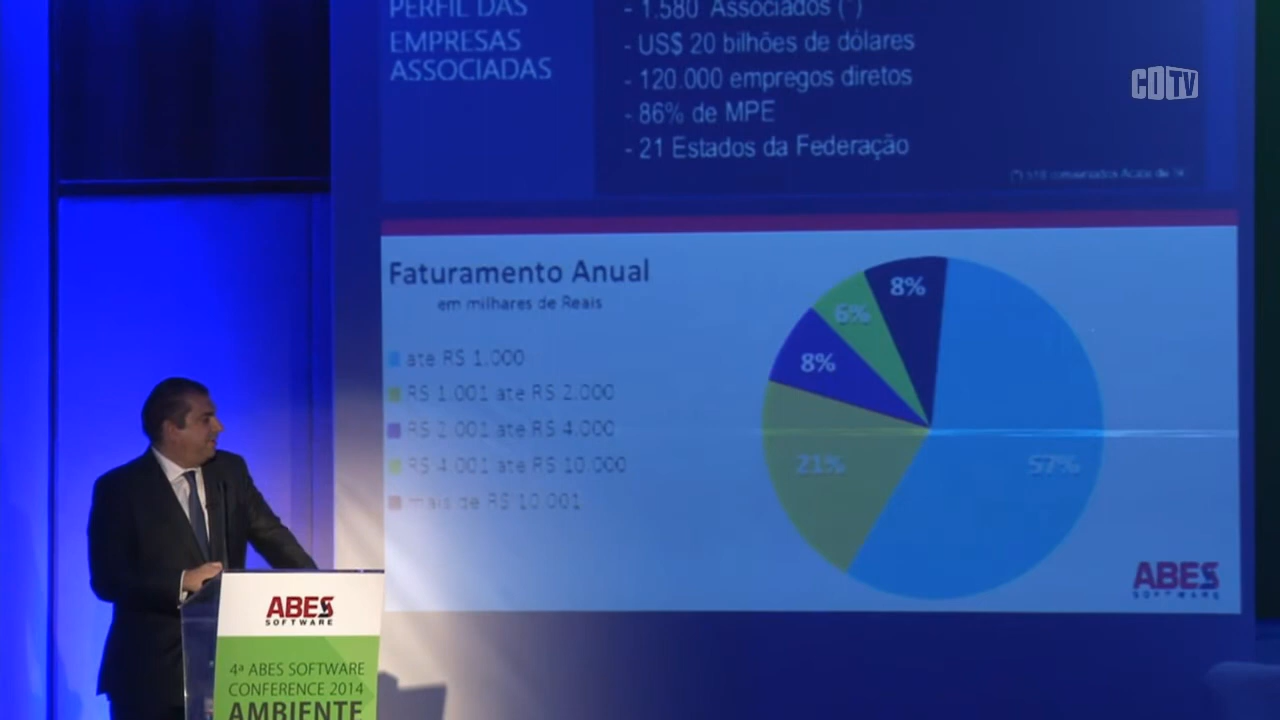 PERFIL DAS
EMPRESAS
ASSOCIADAS
- 1.580 Associados (*)
- US$ 20 bilhões de dólares
- 120.000 empregos diretos
- 86% de MPE
- 21 Estados da Federação
CDTV
Faturamento Anual
em milhares de Reais
até R$ 1.000
R$ 1.001 até R$ 2.000
R$ 2.001 até R$ 4.000
R$ 4.001 até R$ 10.000
mais de R$ 10.001
8%
6%
8%
21%
57%
ABES
SOFTWARE
ABES
SOFTWARE
4ª ABES SOFTWARE
CONFERENCE 2014
AMBIENTE